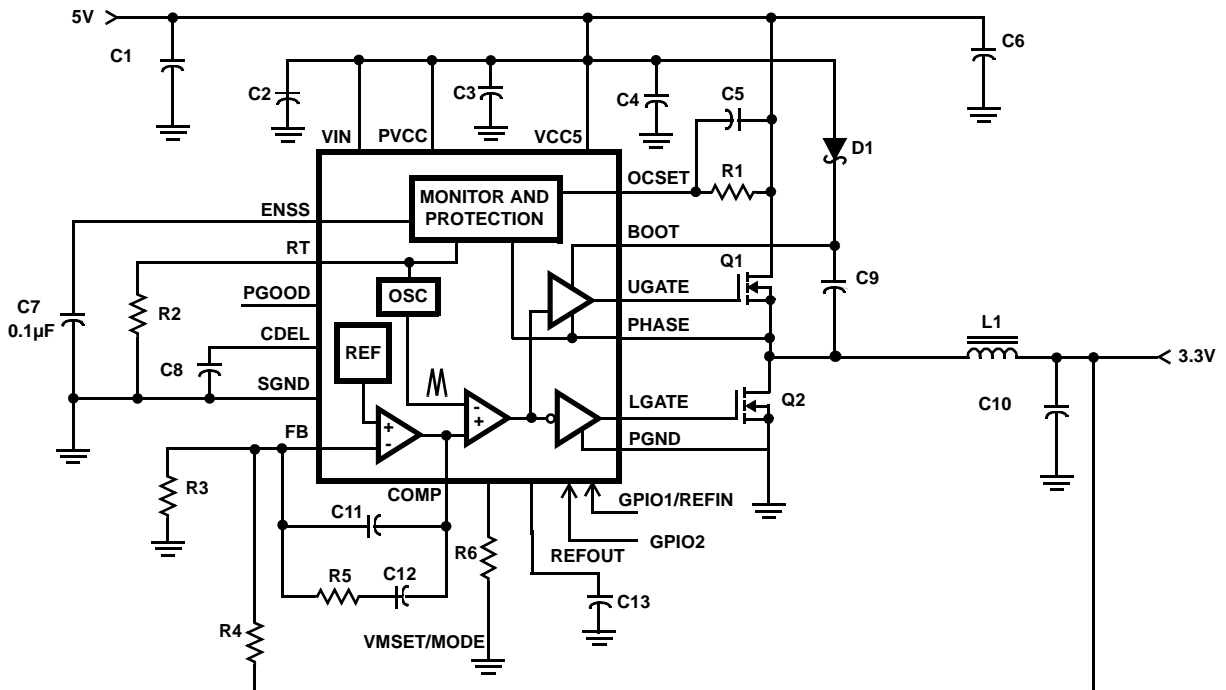 5V
C1
C6
C2
C3
C4
C5
VIN
PVCC
VCC5
D1
OCSET
R1
MONITOR AND
PROTECTION
ENSS
BOOT
RT
Q1
C7
0.1µF
R2
PGOOD
OSC
UGATE
C9
CDEL
PHASE
L1
REF
3.3V
C8
SGND
LGATE
Q2
C10
+
-
-
+
FB
PGND
R3
COMP
GPIO1/REFIN
C11
R6
REFOUT
GPIO2
R5
C12
C13
R4
VMSET/MODE